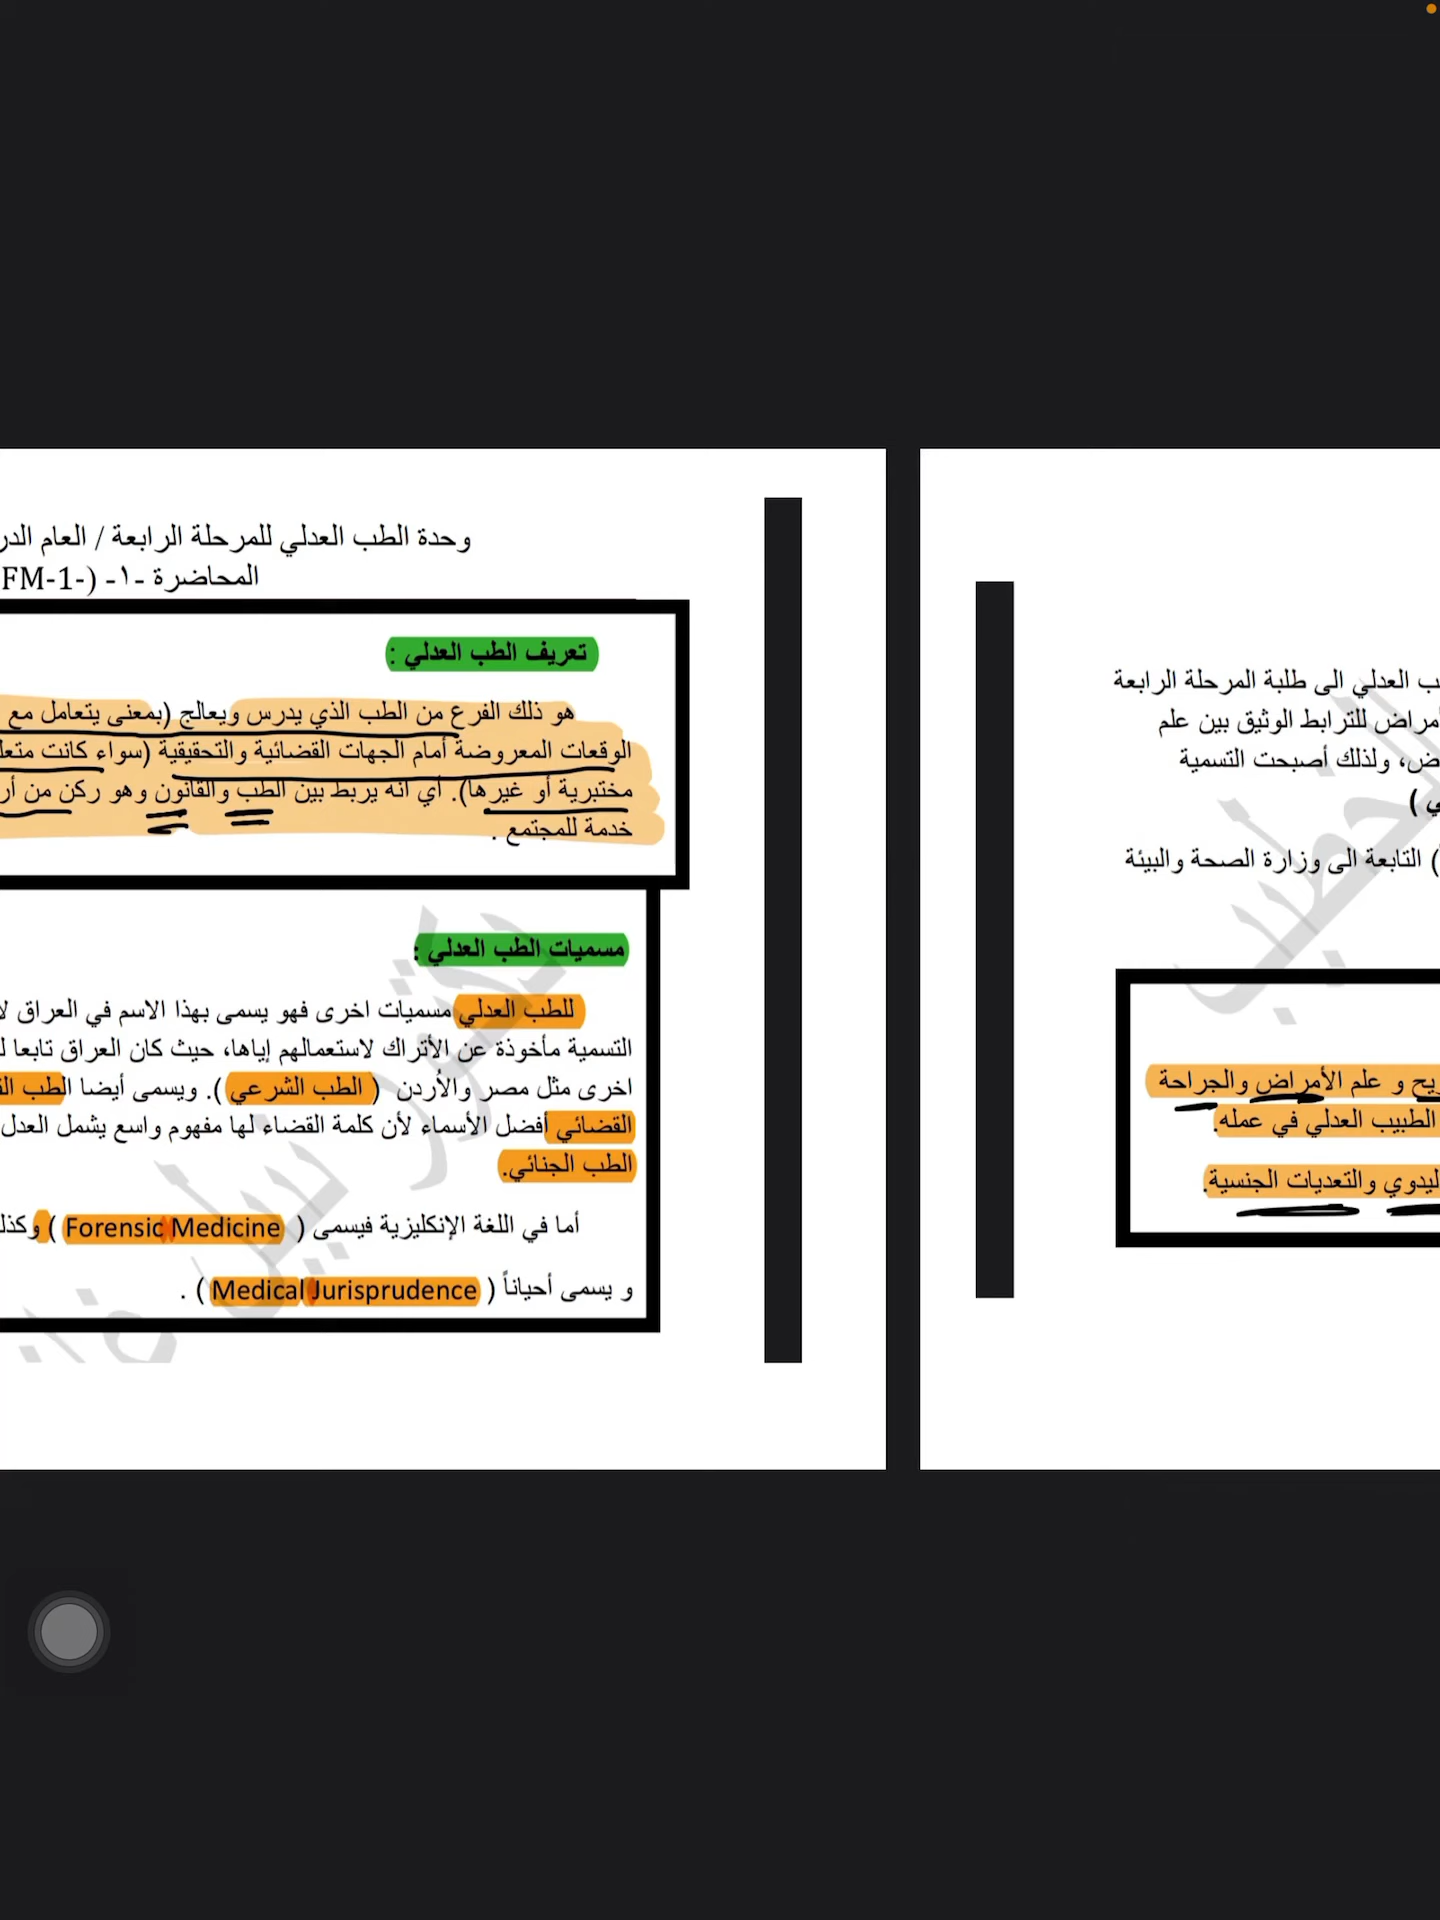 وحدة الطب العدلي للمرحلة الرابعة / العام
المحاضرة -١- (-FM-1
تعريف الطب العدلي :
هو ذلك الفرع من الطب الذي يدرس ويعالج (بمعنى يتعامل مع
الوقعات المعروضة أمام الجهات القضائية والتحقيقية (سواء كانت
مختبرية أو غيرها). أي انه يربط بين الطب والقانون وهو ركن من
خدمة للمجتمع .
مسميات الطب العدلي :
للطب العدلي مسميات اخرى فهو يسمى بهذا الاسم في العراق
التسمية مأخوذة عن الأتراك لاستعمالهم إياها، حيث كان العراق تابعا
اخرى مثل مصر والأردن ( الطب الشرعي ). ويسمى أيضا الطب
القضائي أفضل الأسماء لأن كلمة القضاء لها مفهوم واسع يشمل العدل
الطب الجنائي.
أما في اللغة الإنكليزية فيسمى ( Forensic Medicine )
و يسمى أحياناً ( Medical Jurisprudence ) .
العدلي الى طلبة المرحلة الرابعة
للترابط الوثيق بين علم
ولذلك أصبحت التسمية
) التابعة الى وزارة الصحة والبيئة
و علم الأمراض والجراحة
الطبيب العدلي في عمله.
والتعديات الجنسية.